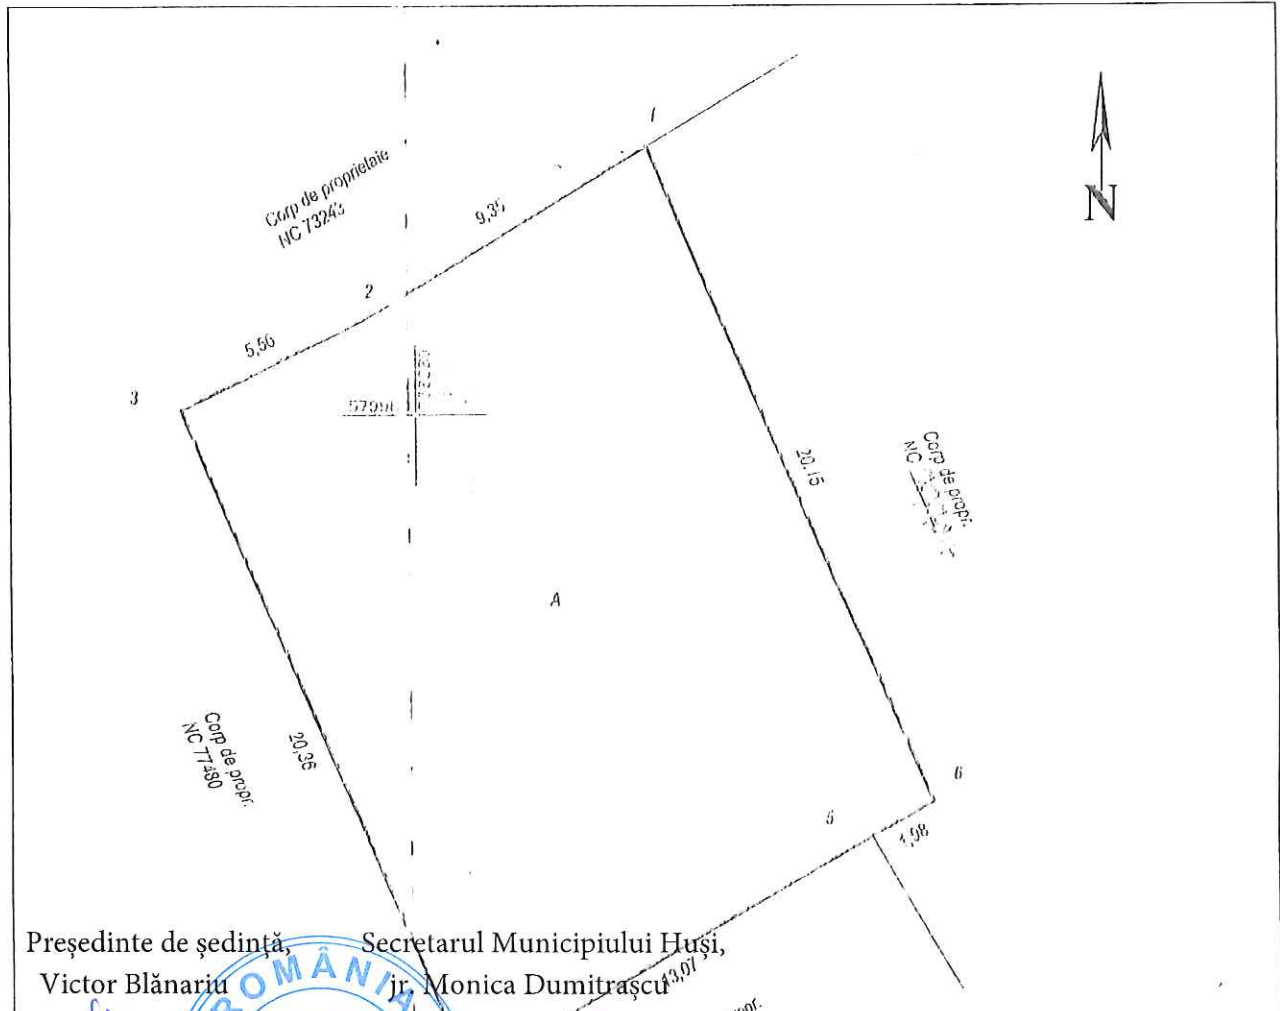 1
Corp de proprietate
NC 73243
9,35
N
2
5,56
3
20,15
Corp de propr.
NC
A
Corp de propr.
NC 77480
20,36
6
5
1,98
Președinte de ședință,
Secretarul Municipiului Huși,
Victor Blănariu
jr. Monica Dumitrașcu
13,07
ROMÂNIA